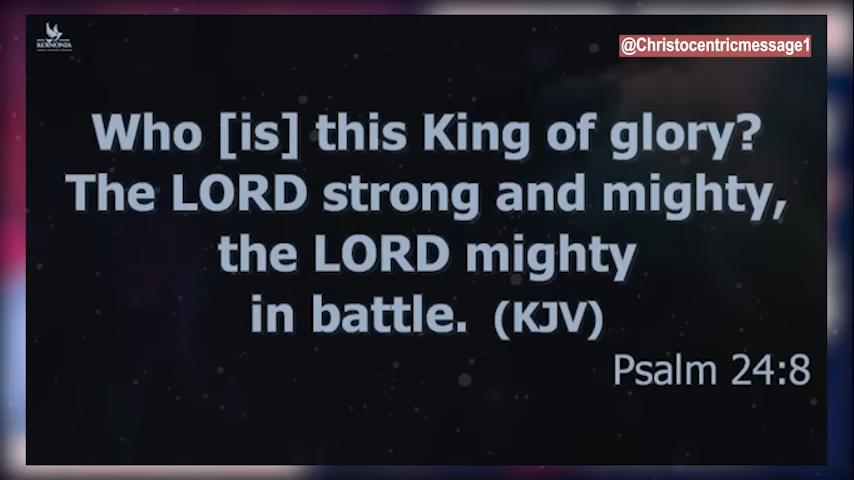 KOINONIA
@Christocentricmessage1
Who [is] this King of glory?
The LORD strong and mighty,
the LORD mighty
in battle. (KJV)
Psalm 24:8